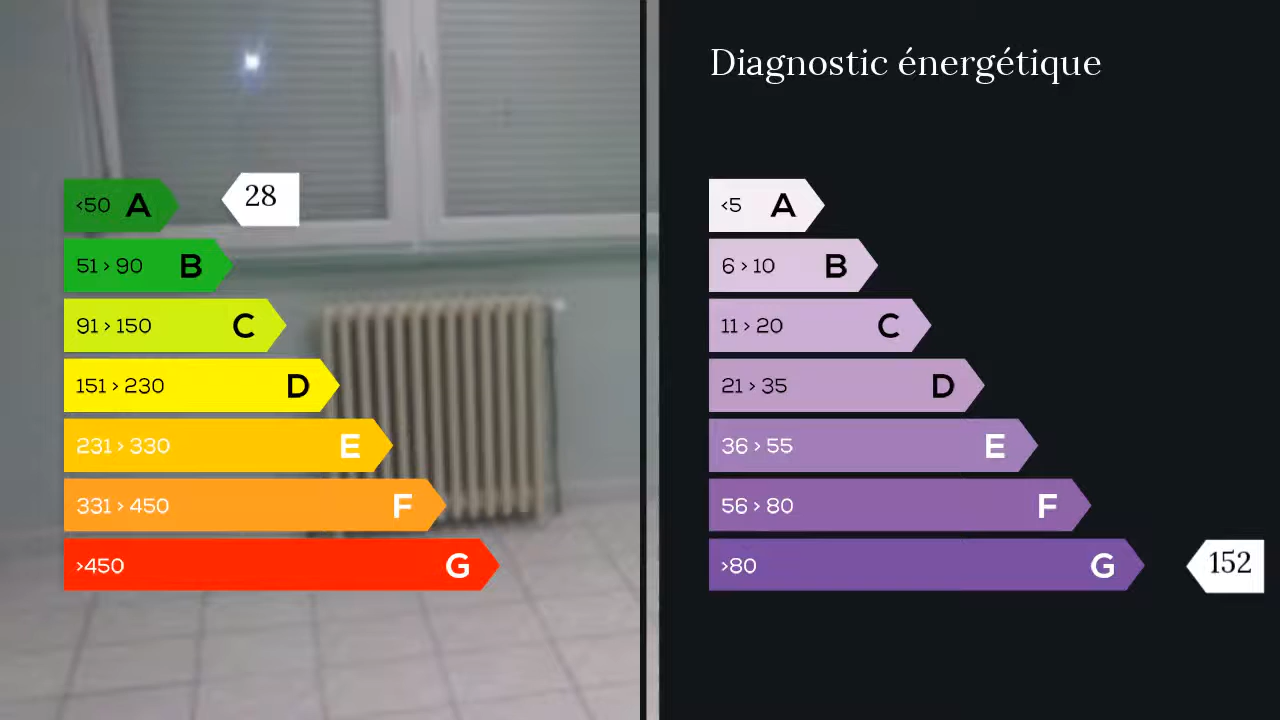 Diagnostic énergétique
<50 A
28
51 > 90 B
91 > 150 C
151 > 230 D
231 > 330 E
331 > 450 F
>450 G
<5 A
6 > 10 B
11 > 20 C
21 > 35 D
36 > 55 E
56 > 80 F
>80 G
152